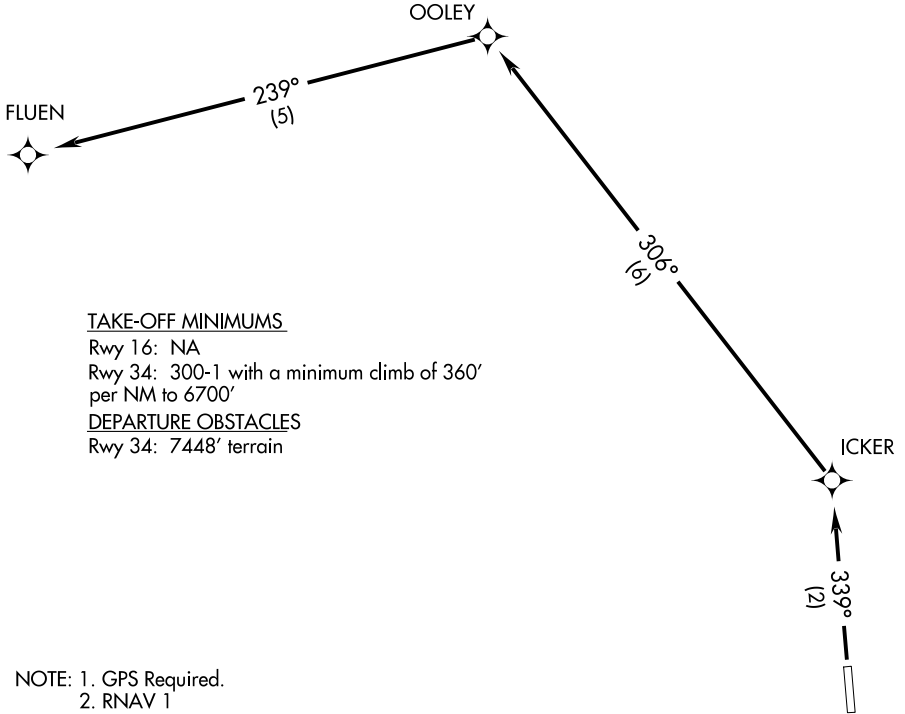 OOLEY
239°
(5)
FLUEN
306°
(6)
TAKE-OFF MINIMUMS
Rwy 16: NA
Rwy 34: 300-1 with a minimum climb of 360’
per NM to 6700’
DEPARTURE OBSTACLES
Rwy 34: 7448’ terrain
ICKER
339°
(2)
NOTE: 1. GPS Required.
2. RNAV 1